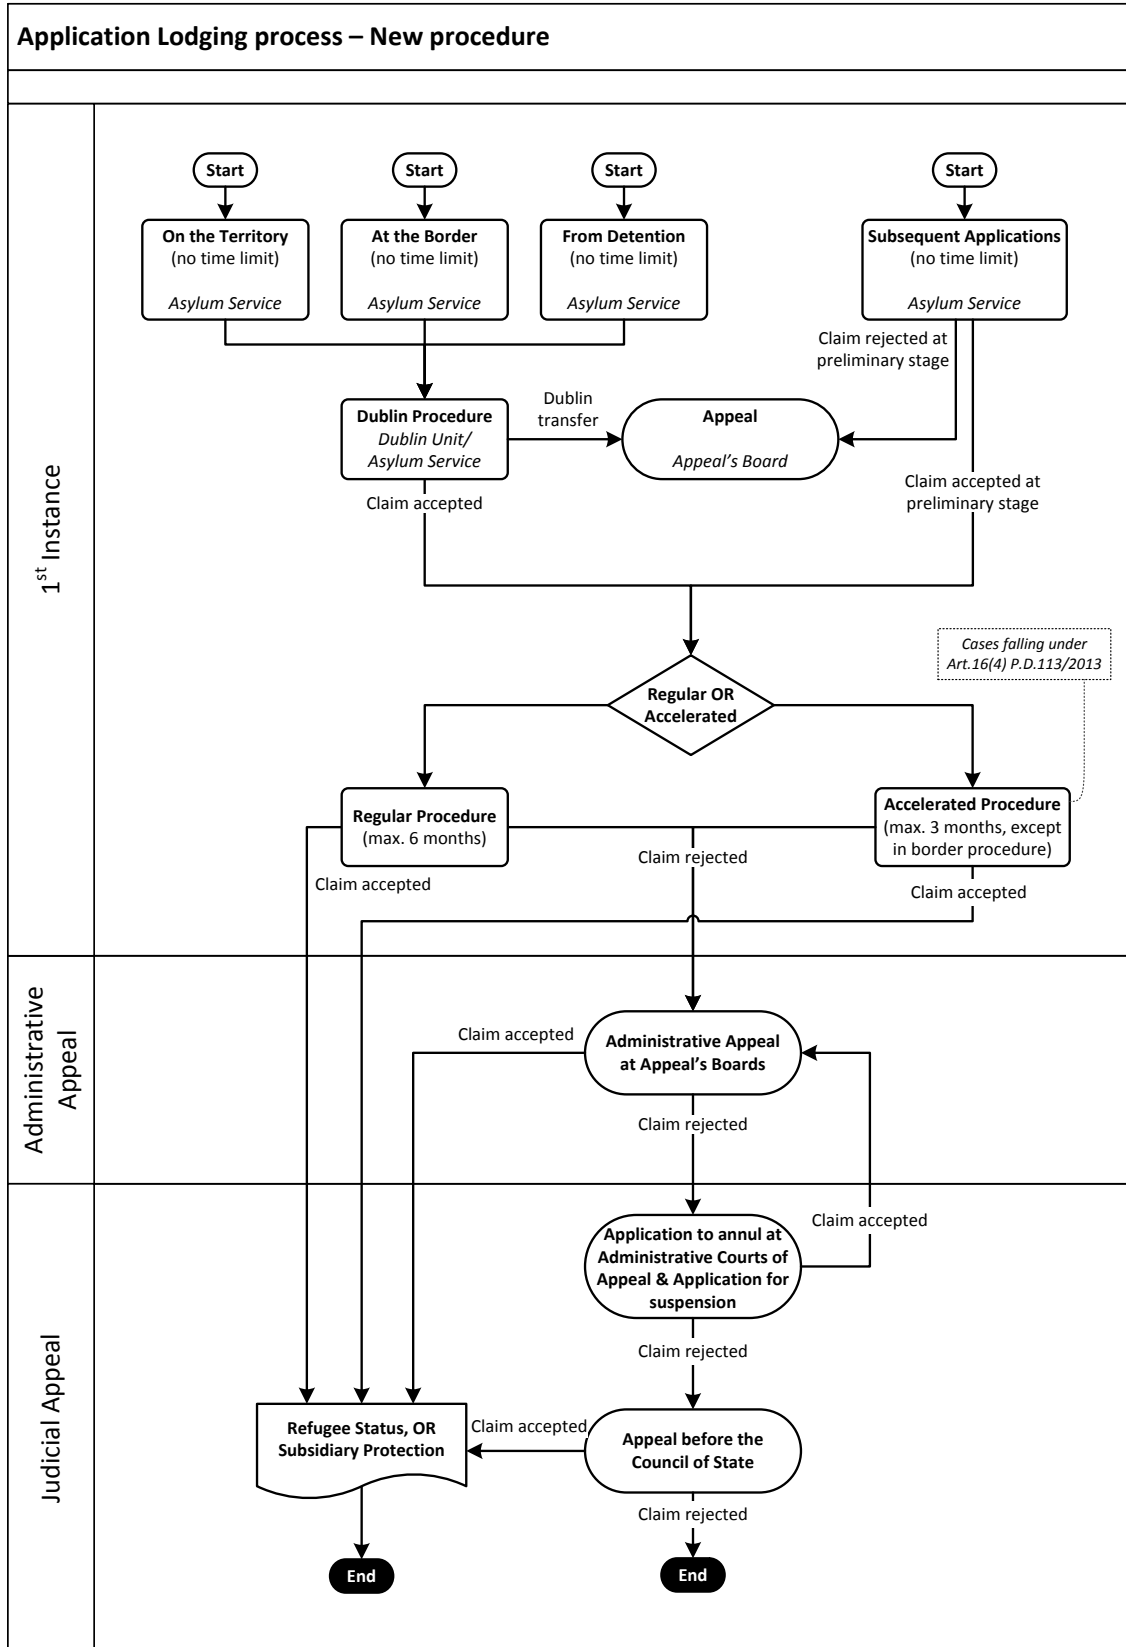 Application Lodging process – New procedure
1st Instance
Start
Start
Start
Start
On the Territory
(no time limit)
Asylum Service
At the Border
(no time limit)
Asylum Service
From Detention
(no time limit)
Asylum Service
Subsequent Applications
(no time limit)
Asylum Service
Claim rejected at
preliminary stage
Dublin Procedure
Dublin Unit/
Asylum Service
Dublin
transfer
Appeal
Appeal's Board
Claim accepted
Claim accepted at
preliminary stage
Cases falling under
Art.16(4) P.D.113/2013
Regular OR
Accelerated
Regular Procedure
(max. 6 months)
Accelerated Procedure
(max. 3 months, except
in border procedure)
Claim rejected
Claim accepted
Claim accepted
Administrative
Appeal
Claim accepted
Administrative Appeal
at Appeal's Boards
Claim rejected
Judicial Appeal
Application to annul at
Administrative Courts of
Appeal & Application for
suspension
Claim accepted
Claim rejected
Refugee Status, OR
Subsidiary Protection
Claim accepted
Appeal before the
Council of State
Claim rejected
End
End